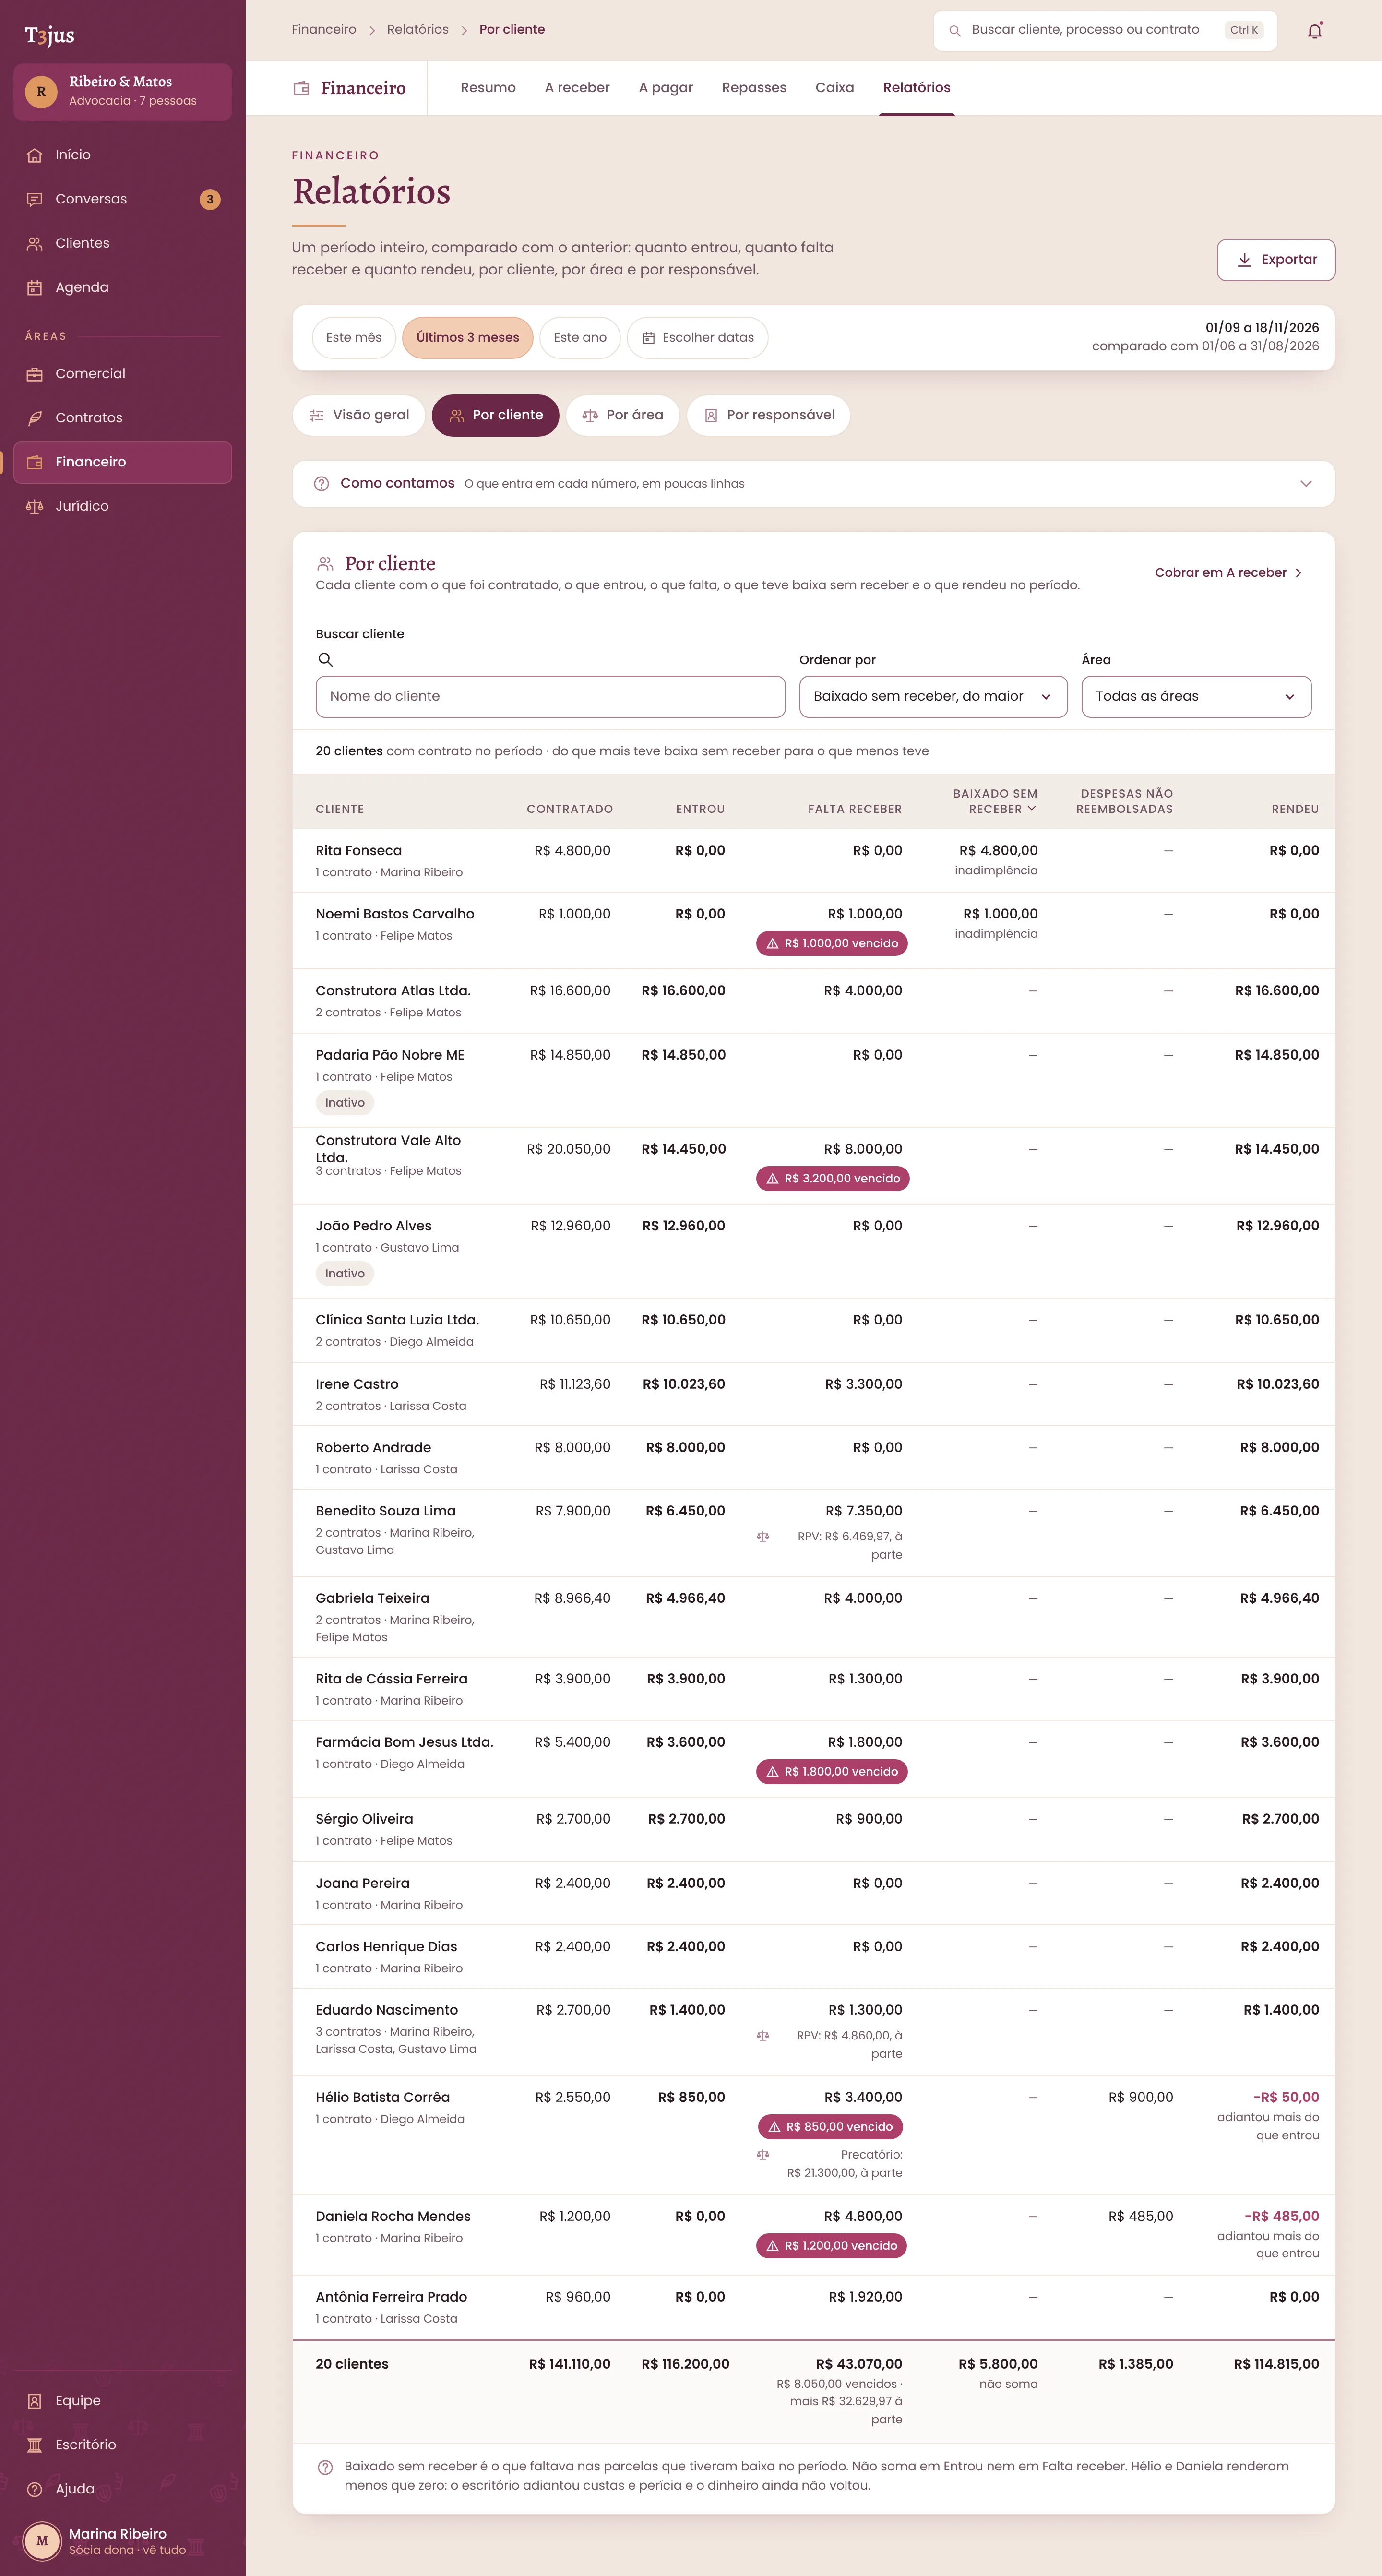 T3jus
Ribeiro & Matos
R
Advocacia · 7 pessoas
Início
Conversas
3
Clientes
Agenda
ÁREAS
Comercial
Contratos
Financeiro
Jurídico
Equipe
Escritório
Ajuda
M
Marina Ribeiro
Sócia dona · vê tudo
Financeiro > Relatórios > Por cliente
Buscar cliente, processo ou contrato Ctrl K
Financeiro
Resumo A receber A pagar Repasses Caixa Relatórios
FINANCEIRO
Relatórios
Um período inteiro, comparado com o anterior: quanto entrou, quanto falta
receber e quanto rendeu, por cliente, por área e por responsável.
Exportar
Este mês Últimos 3 meses Este ano Escolher datas
01/09 a 18/11/2026
comparado com 01/06 a 31/08/2026
Visão geral Por cliente Por área Por responsável
Como contamos O que entra em cada número, em poucas linhas
Por cliente
Cada cliente com o que foi contratado, o que entrou, o que falta, o que teve baixa sem receber e o que rendeu no período.
Cobrar em A receber
Buscar cliente
Ordenar por Área
Nome do cliente Baixado sem receber, do maior Todas as áreas
20 clientes com contrato no período · do que mais teve baixa sem receber para o que menos teve
CLIENTE CONTRATADO ENTROU FALTA RECEBER BAIXADO SEM RECEBER DESPESAS NÃO REEMBOLSADAS RENDEU
Rita Fonseca R$ 4.800,00 R$ 0,00 R$ 0,00 R$ 4.800,00 – R$ 0,00
1 contrato · Marina Ribeiro inadimplência
Noemi Bastos Carvalho R$ 1.000,00 R$ 0,00 R$ 1.000,00 R$ 1.000,00 – R$ 0,00
1 contrato · Felipe Matos R$ 1.000,00 vencido inadimplência
Construtora Atlas Ltda. R$ 16.600,00 R$ 16.600,00 R$ 4.000,00 – – R$ 16.600,00
2 contratos · Felipe Matos
Padaria Pão Nobre ME R$ 14.850,00 R$ 14.850,00 R$ 0,00 – – R$ 14.850,00
1 contrato · Felipe Matos
Inativo
Construtora Vale Alto
Ltda. R$ 20.050,00 R$ 14.450,00 R$ 8.000,00 – – R$ 14.450,00
3 contratos · Felipe Matos R$ 3.200,00 vencido
João Pedro Alves R$ 12.960,00 R$ 12.960,00 R$ 0,00 – – R$ 12.960,00
1 contrato · Gustavo Lima
Inativo
Clínica Santa Luzia Ltda. R$ 10.650,00 R$ 10.650,00 R$ 0,00 – – R$ 10.650,00
2 contratos · Diego Almeida
Irene Castro R$ 11.123,60 R$ 10.023,60 R$ 3.300,00 – – R$ 10.023,60
2 contratos · Larissa Costa
Roberto Andrade R$ 8.000,00 R$ 8.000,00 R$ 0,00 – – R$ 8.000,00
1 contrato · Larissa Costa
Benedito Souza Lima R$ 7.900,00 R$ 6.450,00 R$ 7.350,00 – – R$ 6.450,00
2 contratos · Marina Ribeiro, RPV: R$ 6.469,97, à
Gustavo Lima parte
Gabriela Teixeira R$ 8.966,40 R$ 4.966,40 R$ 4.000,00 – – R$ 4.966,40
2 contratos · Marina Ribeiro,
Felipe Matos
Rita de Cássia Ferreira R$ 3.900,00 R$ 3.900,00 R$ 1.300,00 – – R$ 3.900,00
1 contrato · Marina Ribeiro
Farmácia Bom Jesus Ltda. R$ 5.400,00 R$ 3.600,00 R$ 1.800,00 – – R$ 3.600,00
1 contrato · Diego Almeida R$ 1.800,00 vencido
Sérgio Oliveira R$ 2.700,00 R$ 2.700,00 R$ 900,00 – – R$ 2.700,00
1 contrato · Felipe Matos
Joana Pereira R$ 2.400,00 R$ 2.400,00 R$ 0,00 – – R$ 2.400,00
1 contrato · Marina Ribeiro
Carlos Henrique Dias R$ 2.400,00 R$ 2.400,00 R$ 0,00 – – R$ 2.400,00
1 contrato · Marina Ribeiro
Eduardo Nascimento R$ 2.700,00 R$ 1.400,00 R$ 1.300,00 – – R$ 1.400,00
3 contratos · Marina Ribeiro, RPV: R$ 4.860,00, à
Larissa Costa, Gustavo Lima parte
Hélio Batista Corrêa R$ 2.550,00 R$ 850,00 R$ 3.400,00 – R$ 900,00 -R$ 50,00
1 contrato · Diego Almeida R$ 850,00 vencido adiantou mais do
que entrou
Precatório:
R$ 21.300,00, à parte
Daniela Rocha Mendes R$ 1.200,00 R$ 0,00 R$ 4.800,00 – R$ 485,00 -R$ 485,00
1 contrato · Marina Ribeiro R$ 1.200,00 vencido adiantou mais do
que entrou
Antônia Ferreira Prado R$ 960,00 R$ 0,00 R$ 1.920,00 – – R$ 0,00
1 contrato · Larissa Costa
20 clientes R$ 141.110,00 R$ 116.200,00 R$ 43.070,00 R$ 5.800,00 R$ 1.385,00 R$ 114.815,00
R$ 8.050,00 vencidos · não soma
mais R$ 32.629,97 à
parte
Baixado sem receber é o que faltava nas parcelas que tiveram baixa no período. Não soma em Entrou nem em Falta receber. Hélio e Daniela renderam
menos que zero: o escritório adiantou custas e perícia e o dinheiro ainda não voltou.